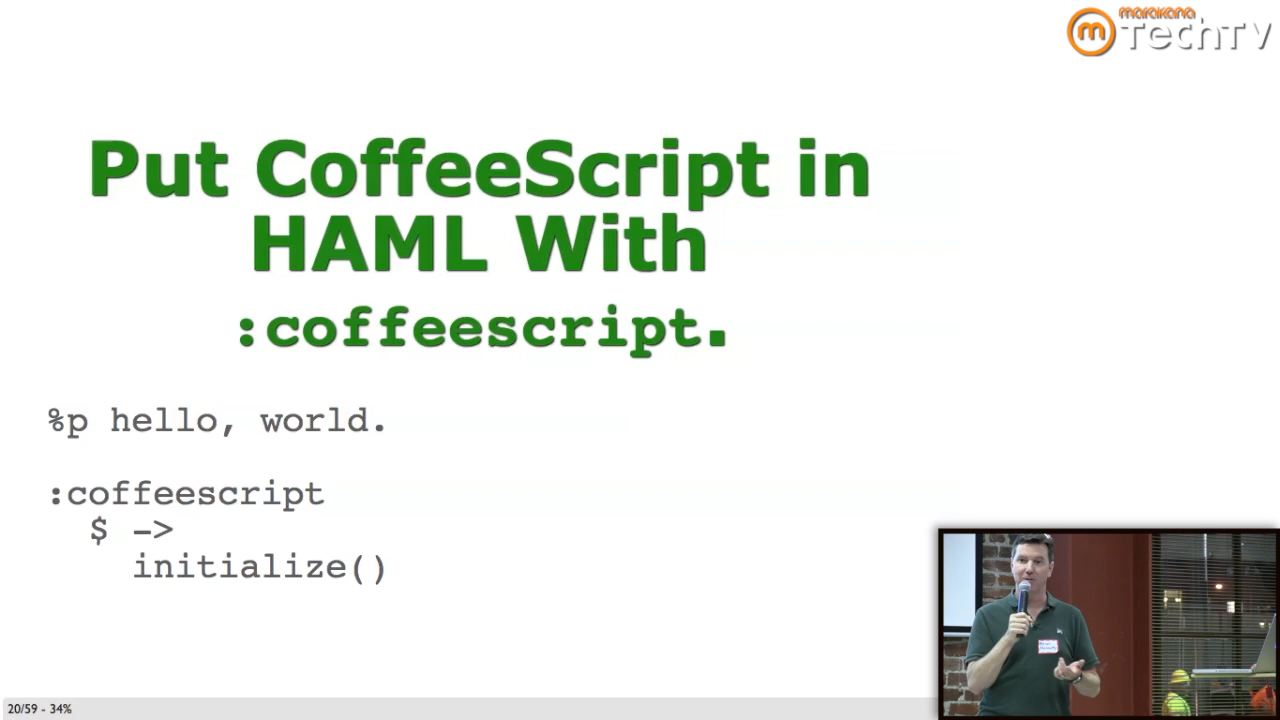 marakana
TechTV
Put CoffeeScript in
HAML With
:coffeescript.
%p hello, world.
:coffeescript
$ ->
initialize()
20/59 - 34%